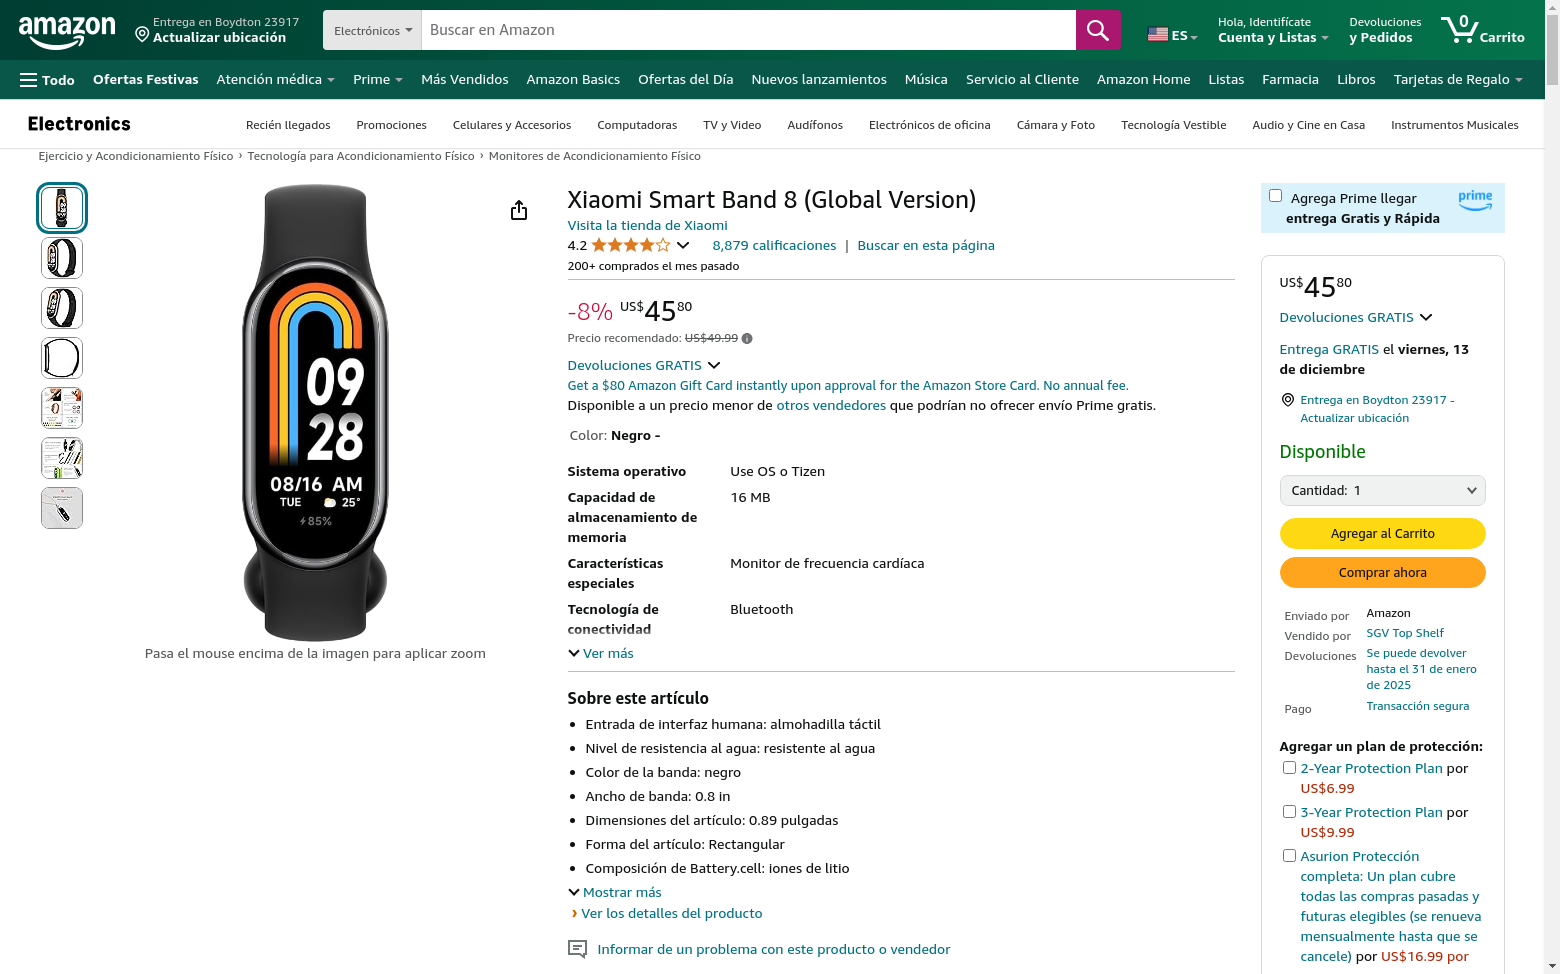 amazon
Entrega en Boydton 23917
Actualizar ubicación
Electrónicos
Buscar en Amazon
ES
Hola, Identifícate
Cuenta y Listas
Devoluciones
y Pedidos
0
Carrito
Todo
Ofertas Festivas
Atención médica
Prime
Más Vendidos
Amazon Basics
Ofertas del Día
Nuevos lanzamientos
Música
Servicio al Cliente
Amazon Home
Listas
Farmacia
Libros
Tarjetas de Regalo
Electronics
Recién llegados
Promociones
Celulares y Accesorios
Computadoras
TV y Video
Audífonos
Electrónicos de oficina
Cámara y Foto
Tecnología Vestible
Audio y Cine en Casa
Instrumentos Musicales
Ejercicio y Acondicionamiento Físico › Tecnología para Acondicionamiento Físico › Monitores de Acondicionamiento Físico
09
28
08/16 AM
TUE 25°
85%
Pasa el mouse encima de la imagen para aplicar zoom
Xiaomi Smart Band 8 (Global Version)
Visita la tienda de Xiaomi
4.2 8,879 calificaciones | Buscar en esta página
200+ comprados el mes pasado
-8% US$45 80
Precio recomendado: US$49.99
Devoluciones GRATIS
Get a $80 Amazon Gift Card instantly upon approval for the Amazon Store Card. No annual fee.
Disponible a un precio menor de otros vendedores que podrían no ofrecer envío Prime gratis.
Color: Negro -
Sistema operativo Use OS o Tizen
Capacidad de almacenamiento de memoria 16 MB
Características especiales Monitor de frecuencia cardíaca
Tecnología de conectividad Bluetooth
Ver más
Sobre este artículo
Entrada de interfaz humana: almohadilla táctil
Nivel de resistencia al agua: resistente al agua
Color de la banda: negro
Ancho de banda: 0.8 in
Dimensiones del artículo: 0.89 pulgadas
Forma del artículo: Rectangular
Composición de Battery.cell: iones de litio
Mostrar más
› Ver los detalles del producto
Informar de un problema con este producto o vendedor
Agrega Prime llegar
entrega Gratis y Rápida
prime
US$45 80
Devoluciones GRATIS
Entrega GRATIS el viernes, 13
de diciembre
Entrega en Boydton 23917 -
Actualizar ubicación
Disponible
Cantidad: 1
Agregar al Carrito
Comprar ahora
Enviado por Amazon
Vendido por SGV Top Shelf
Devoluciones Se puede devolver
hasta el 31 de enero
de 2025
Pago Transacción segura
Agregar un plan de protección:
2-Year Protection Plan por
US$6.99
3-Year Protection Plan por
US$9.99
Asurion Protección
completa: Un plan cubre
todas las compras pasadas y
futuras elegibles (se renueva
mensualmente hasta que se
cancele) por US$16.99 por